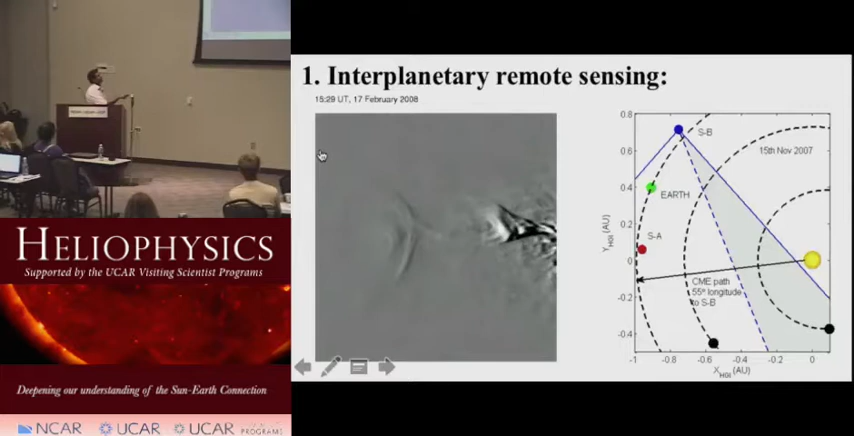 1. Interplanetary remote sensing:
15:29 UT, 17 February 2008
0.8
0.6
0.4
0.2
0
-0.2
-0.4
Y HGI (AU)
S-B
15th Nov 2007
EARTH
S-A
CME path
55° longitude
to S-B
-1
-0.8
-0.6
-0.4
-0.2
0
X HGI (AU)
HELIOPHYSICS
Supported by the UCAR Visiting Scientist Programs
Deepening our understanding of the Sun-Earth Connection
NCAR
UCAR
UCAR PROGRAMS